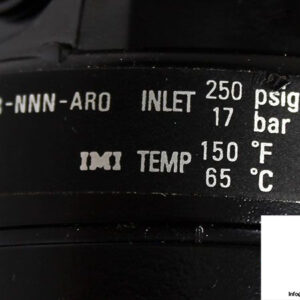 -NNN-ARO INLET 250 psig
17 bar
IMI TEMP 150 °F
65 °C